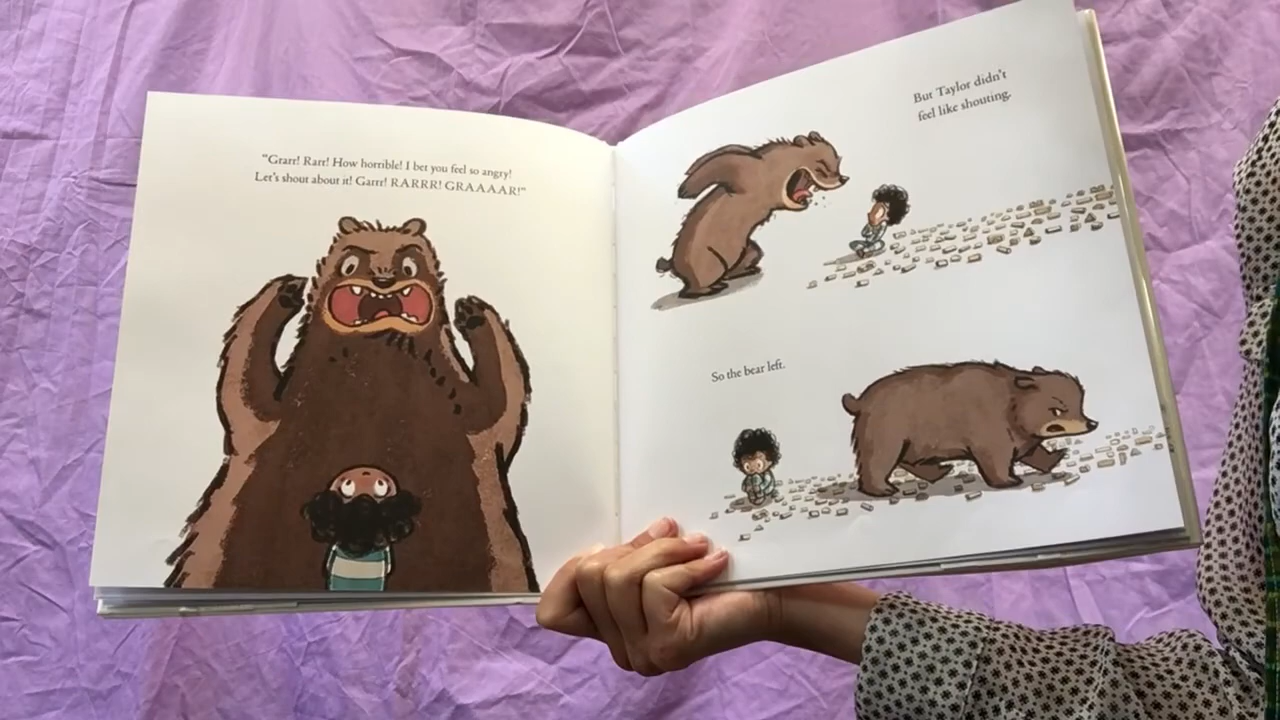 "Grarr! Rarr! How horrible! I bet you feel so angry!
Let's shout about it! Garrr! RARRR! GRAAAAR!"
But Taylor didn't
feel like shouting.
So the bear left.